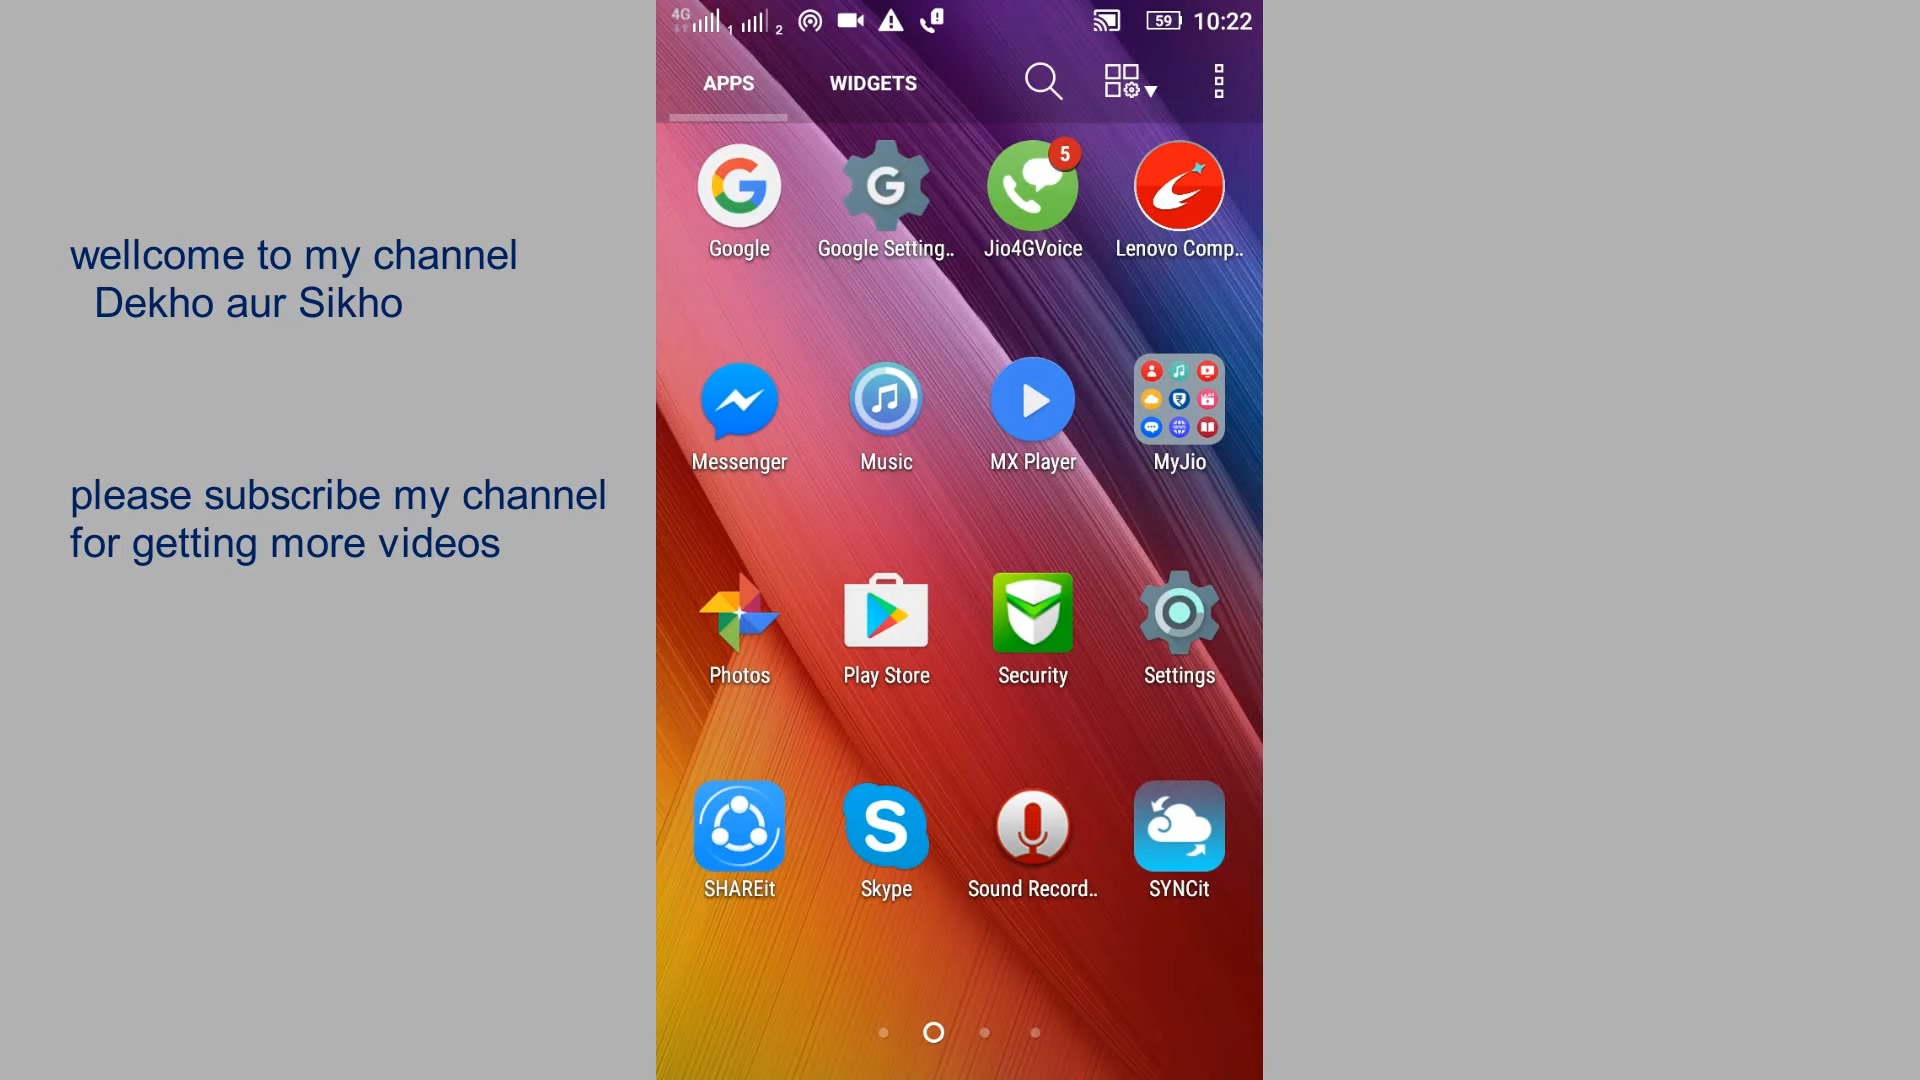 4G 1 2 59 10:22
APPS WIDGETS
5
Google Google Setting.. Jio4GVoice Lenovo Comp..
wellcome to my channel
Dekho aur Sikho
Messenger Music MX Player MyJio
please subscribe my channel
for getting more videos
Photos Play Store Security Settings
SHAREit Skype Sound Record.. SYNCit